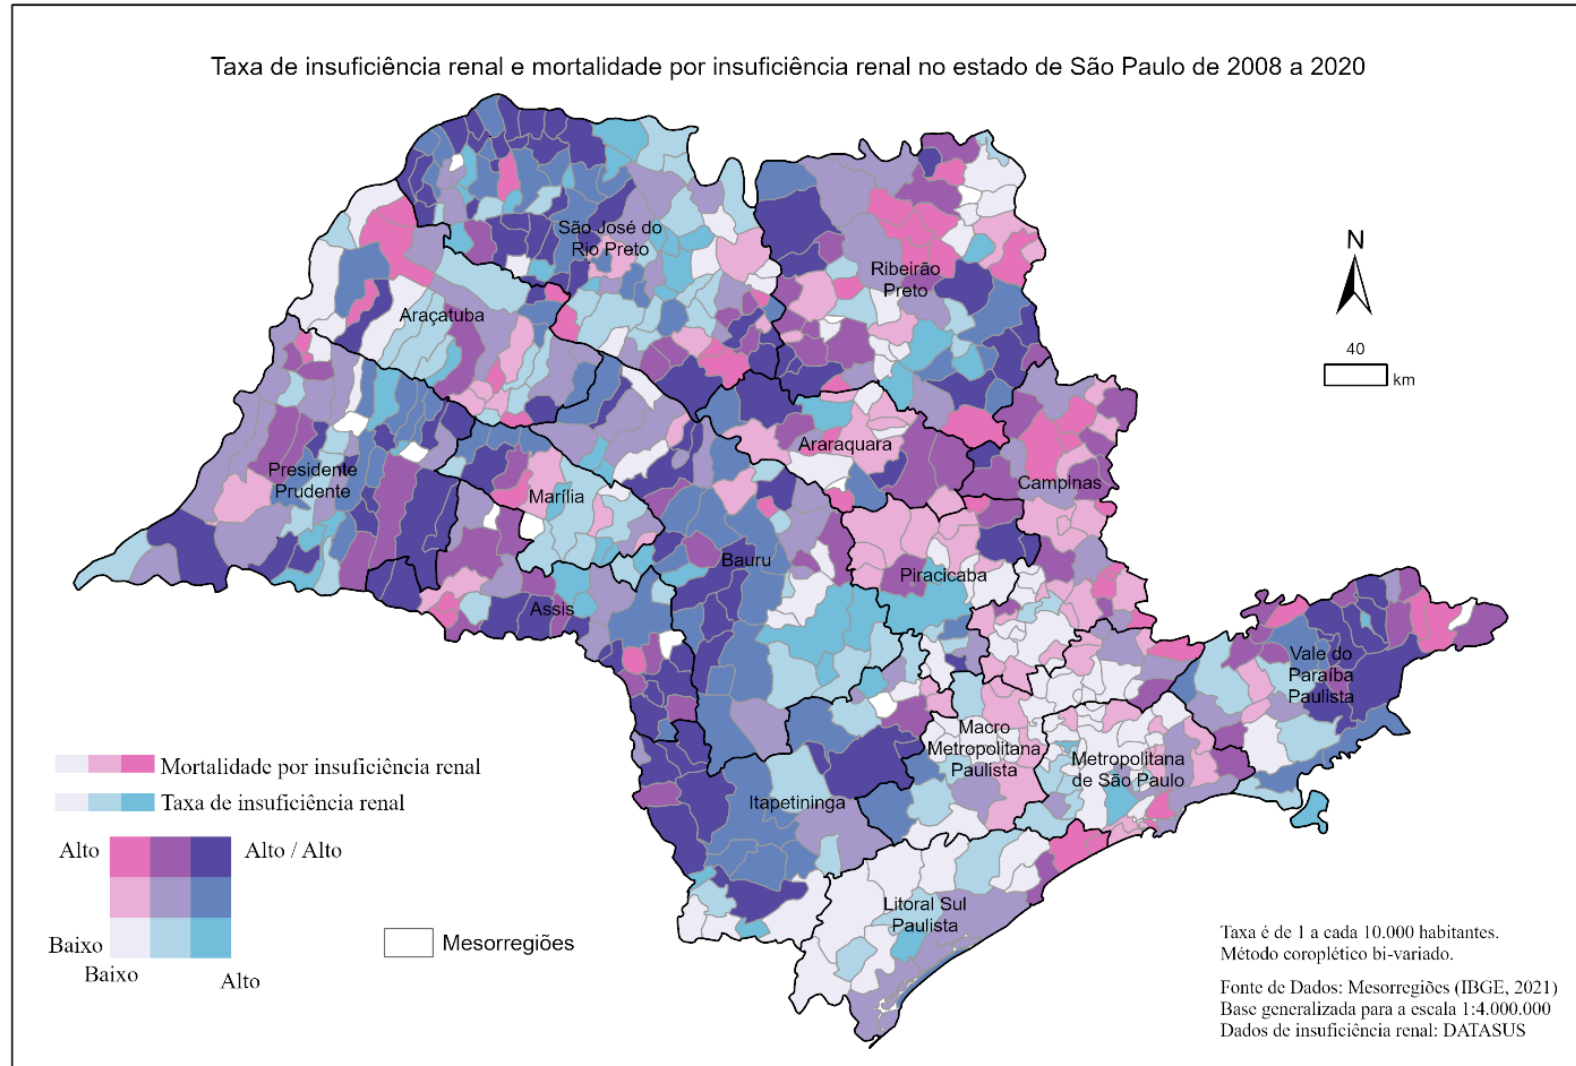 Taxa de insuficiência renal e mortalidade por insuficiência renal no estado de São Paulo de 2008 a 2020
São José do
Rio Preto
Ribeirão
Preto
N
Araçatuba
40
km
Araraquara
Presidente
Prudente
Marília
Campinas
Bauru
Piracicaba
Assis
Vale do
Paraíba
Paulista
Macro
Metropolitana
Paulista
Metropolitana
de São Paulo
Itapetininga
Litoral Sul
Paulista
Mortalidade por insuficiência renal
Taxa de insuficiência renal
Alto
Alto / Alto
Baixo
Baixo
Alto
Mesorregiões
Taxa é de 1 a cada 10.000 habitantes.
Método coroplético bi-variado.
Fonte de Dados: Mesorregiões (IBGE, 2021)
Base generalizada para a escala 1:4.000.000
Dados de insuficiência renal: DATASUS